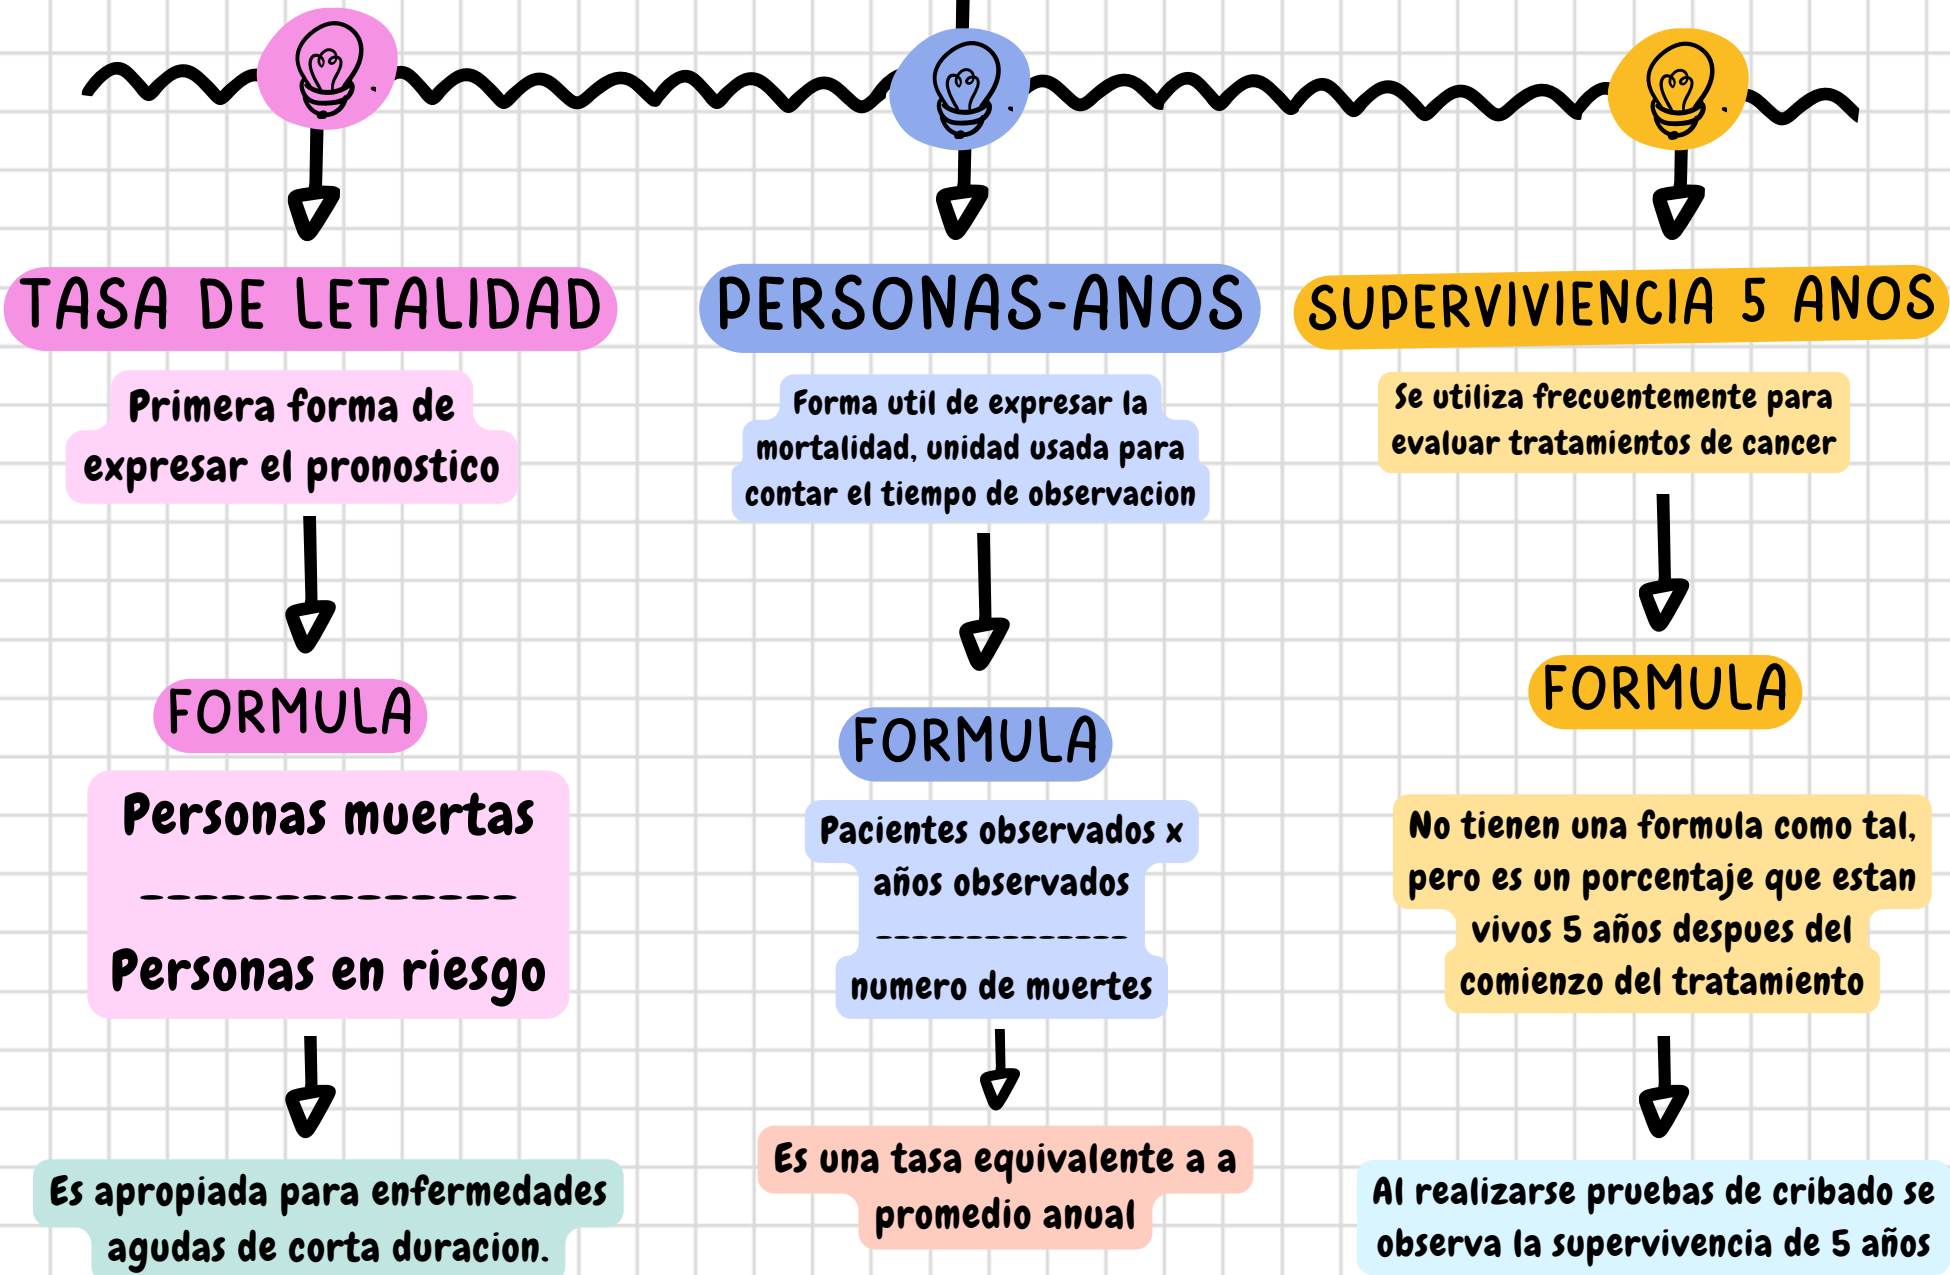 TASA DE LETALIDAD
Primera forma de
expresar el pronostico
FORMULA
Personas muertas
--------------
Personas en riesgo
Es apropiada para enfermedades
agudas de corta duracion.
PERSONAS-ANOS
Forma util de expresar la
mortalidad, unidad usada para
contar el tiempo de observacion
FORMULA
Pacientes observados x
años observados
--------------
numero de muertes
Es una tasa equivalente a a
promedio anual
SUPERVIVIENCIA 5 ANOS
Se utiliza frecuentemente para
evaluar tratamientos de cancer
FORMULA
No tienen una formula como tal,
pero es un porcentaje que estan
vivos 5 años despues del
comienzo del tratamiento
Al realizarse pruebas de cribado se
observa la supervivencia de 5 años